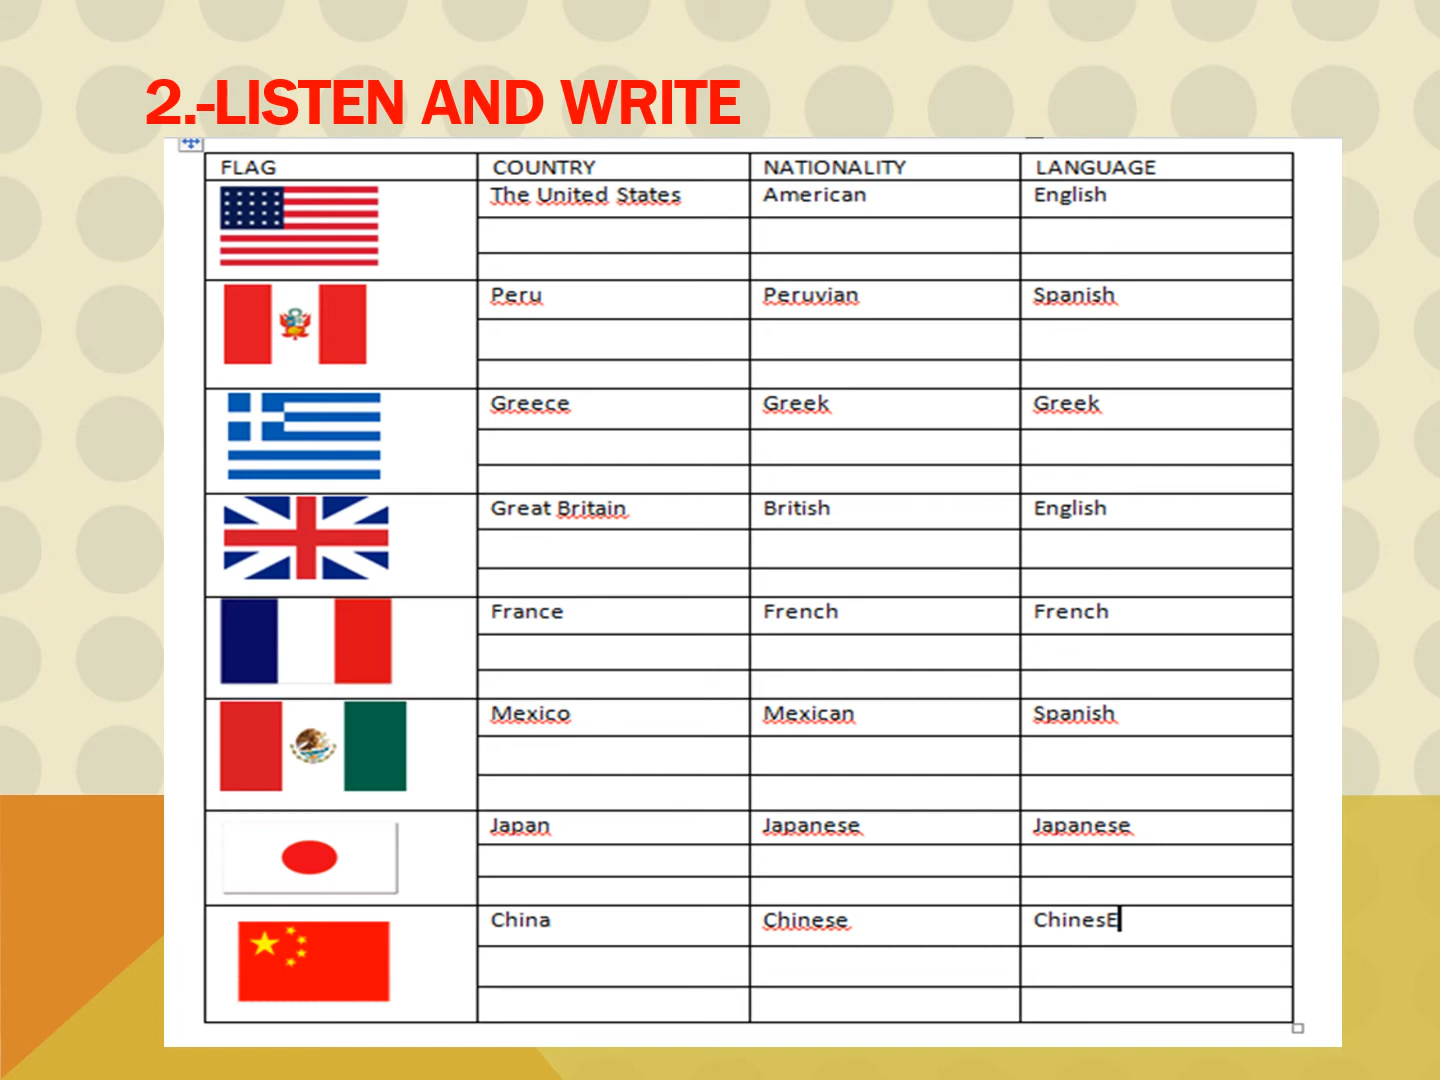 2.-LISTEN AND WRITE
FLAG COUNTRY NATIONALITY LANGUAGE
The United States American English
Peru Peruvian Spanish
Greece Greek Greek
Great Britain British English
France French French
Mexico Mexican Spanish
Japan Japanese Japanese
China Chinese ChinesE